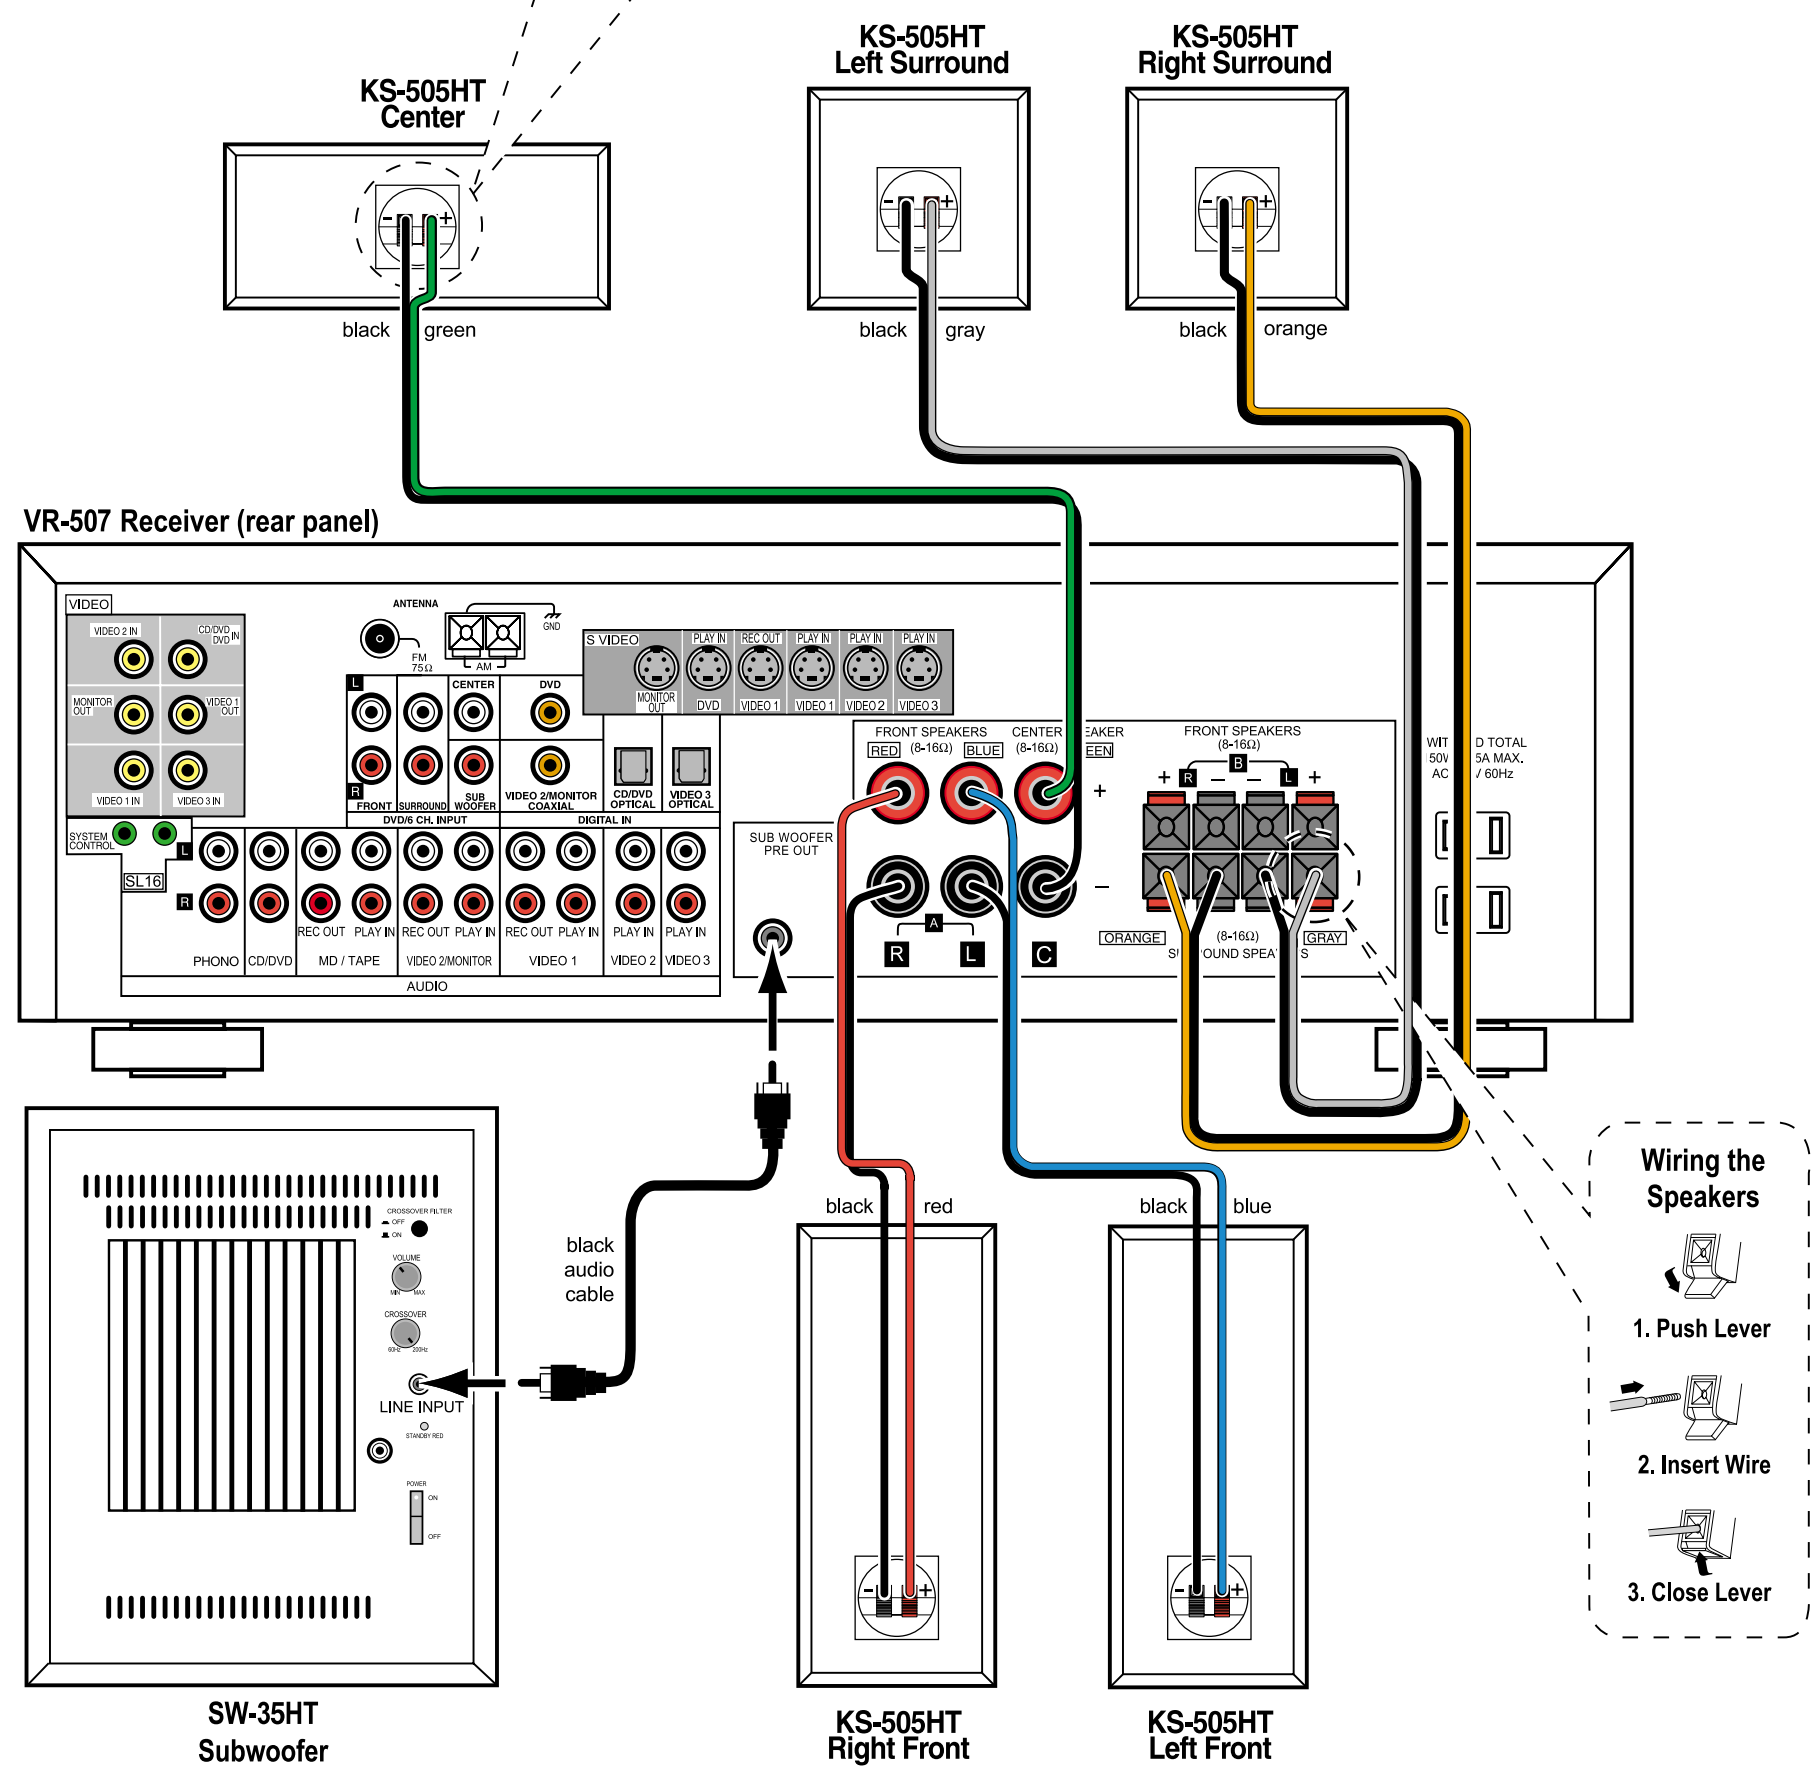 KS-505HT
Center
KS-505HT
Left Surround
KS-505HT
Right Surround
- +
- +
- +
black green
black gray
black orange
VR-507 Receiver (rear panel)
VIDEO
VIDEO 2 IN
CD/DVD
DVD IN
MONITOR
OUT
VIDEO 1
OUT
VIDEO 1 IN
VIDEO 3 IN
SYSTEM
CONTROL
SL16
ANTENNA
FM
75Ω
AM
GND
S VIDEO
MONITOR
OUT
PLAY IN
DVD
REC OUT
VIDEO 1
PLAY IN
VIDEO 1
PLAY IN
VIDEO 2
PLAY IN
VIDEO 3
L
R
FRONT
SURROUND
CENTER
SUB
WOOFER
DVD/6 CH. INPUT
DVD
VIDEO 2/MONITOR
COAXIAL
CD/DVD
OPTICAL
VIDEO 3
OPTICAL
DIGITAL IN
L
R
REC OUT PLAY IN REC OUT PLAY IN REC OUT PLAY IN PLAY IN PLAY IN
PHONO CD/DVD MD / TAPE VIDEO 2/MONITOR VIDEO 1 VIDEO 2 VIDEO 3
AUDIO
SUB WOOFER
PRE OUT
FRONT SPEAKERS
RED (8-16Ω) BLUE
CENTER EAKER
(8-16Ω) EEN
+
−
A
R L C
FRONT SPEAKERS
(8-16Ω)
B
+ R − − L +
ORANGE (8-16Ω) GRAY
TOTAL
5A MAX.
60Hz
CROSSOVER FILTER
OFF
ON
VOLUME
MIN MAX
CROSSOVER
60Hz 200Hz
LINE INPUT
STANDBY RED
POWER
ON
OFF
SW-35HT
Subwoofer
black
audio
cable
black red
- +
KS-505HT
Right Front
black blue
- +
KS-505HT
Left Front
Wiring the
Speakers
1. Push Lever
2. Insert Wire
3. Close Lever